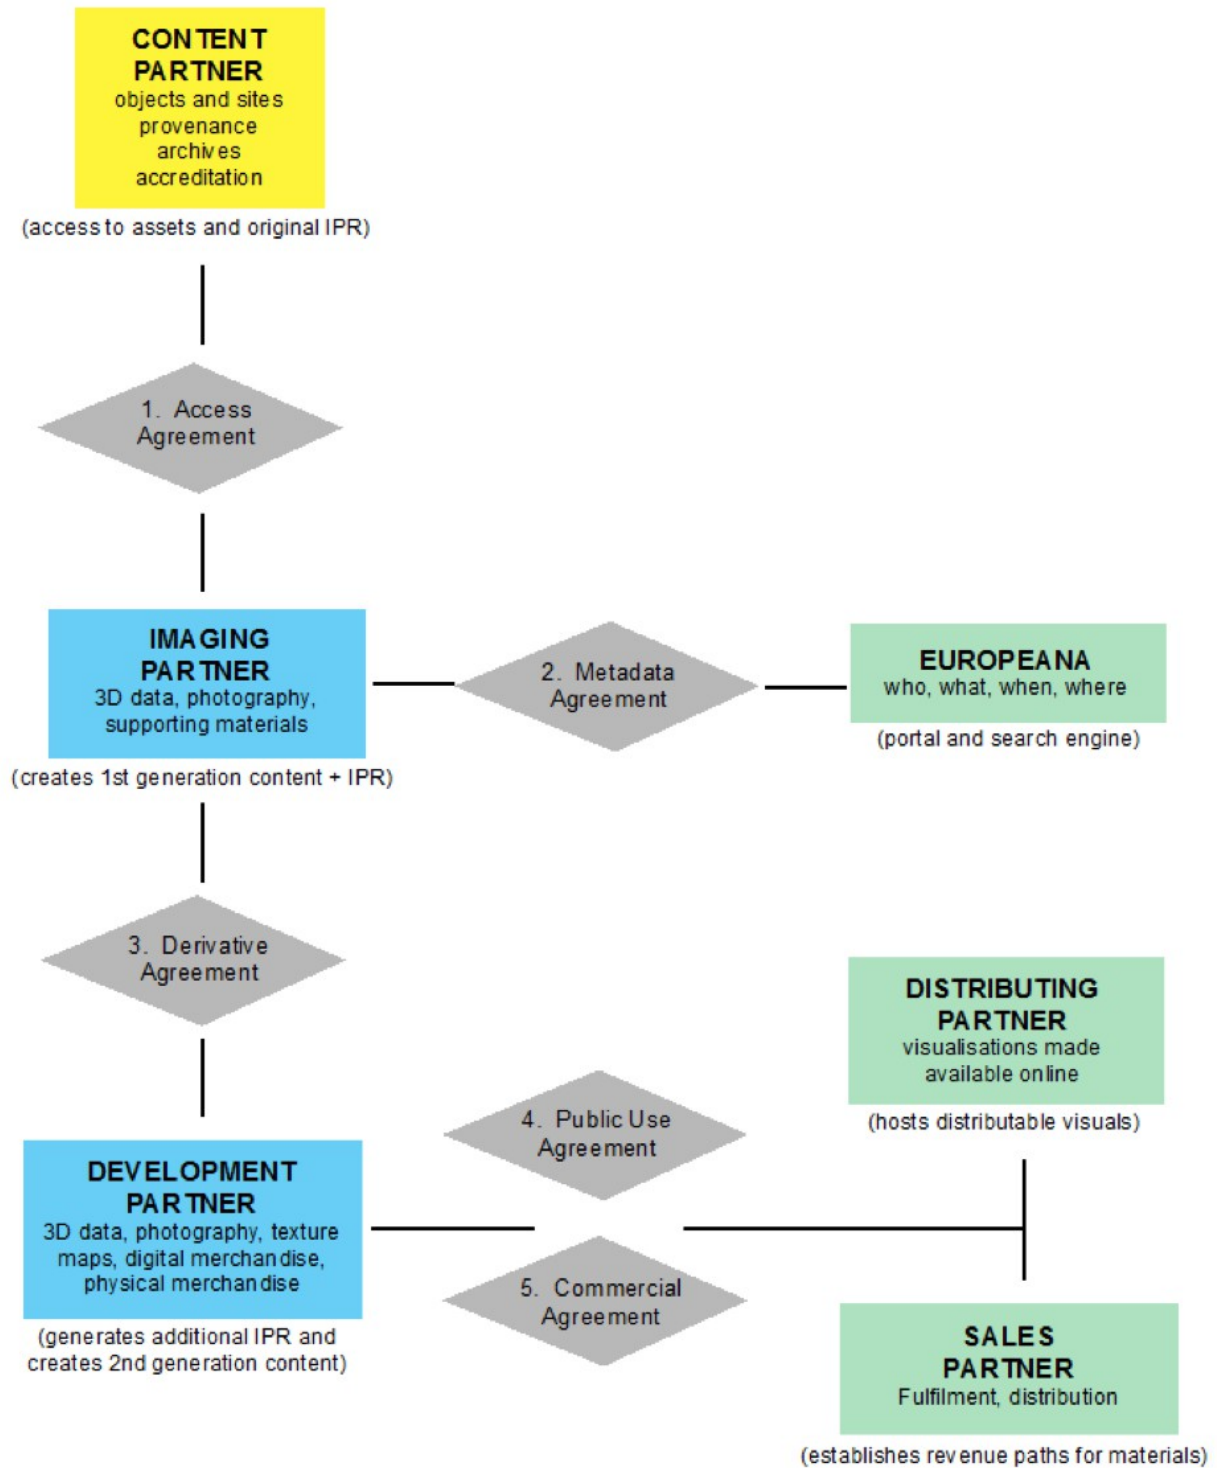 CONTENT
PARTNER
objects and sites
provenance
archives
accreditation
(access to assets and original IPR)
1. Access
Agreement
IMAGING
PARTNER
3D data, photography,
supporting materials
(creates 1st generation content + IPR)
2. Metadata
Agreement
EUROPEANA
who, what, when, where
(portal and search engine)
3. Derivative
Agreement
DEVELOPMENT
PARTNER
3D data, photography, texture
maps, digital merchandise,
physical merchandise
(generates additional IPR and
creates 2nd generation content)
4. Public Use
Agreement
5. Commercial
Agreement
DISTRIBUTING
PARTNER
visualisations made
available online
(hosts distributable visuals)
SALES
PARTNER
Fulfilment, distribution
(establishes revenue paths for materials)